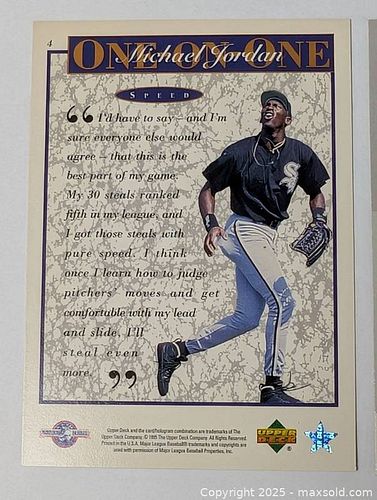 4
ONE ON ONE
Michael Jordan
SPEED
“ I'd have to say – and I'm
sure everyone else would
agree – that this is the
best part of my game.
My 30 steals ranked
fifth in my league, and
I got those steals with
pure speed. I think
once I learn how to judge
pitchers' moves and get
comfortable with my lead
and slide, I'll
steal even
more. ”
Upper Deck and the card/hologram combination are trademarks of The
Upper Deck Company. © 1995 The Upper Deck Company. All Rights Reserved.
Printed in the U.S.A. Major League Baseball® trademarks and copyrights are
used with permission of Major League Baseball Properties, Inc.
UPPER
DECK
®
Copyright © 2025 - maxsold.com